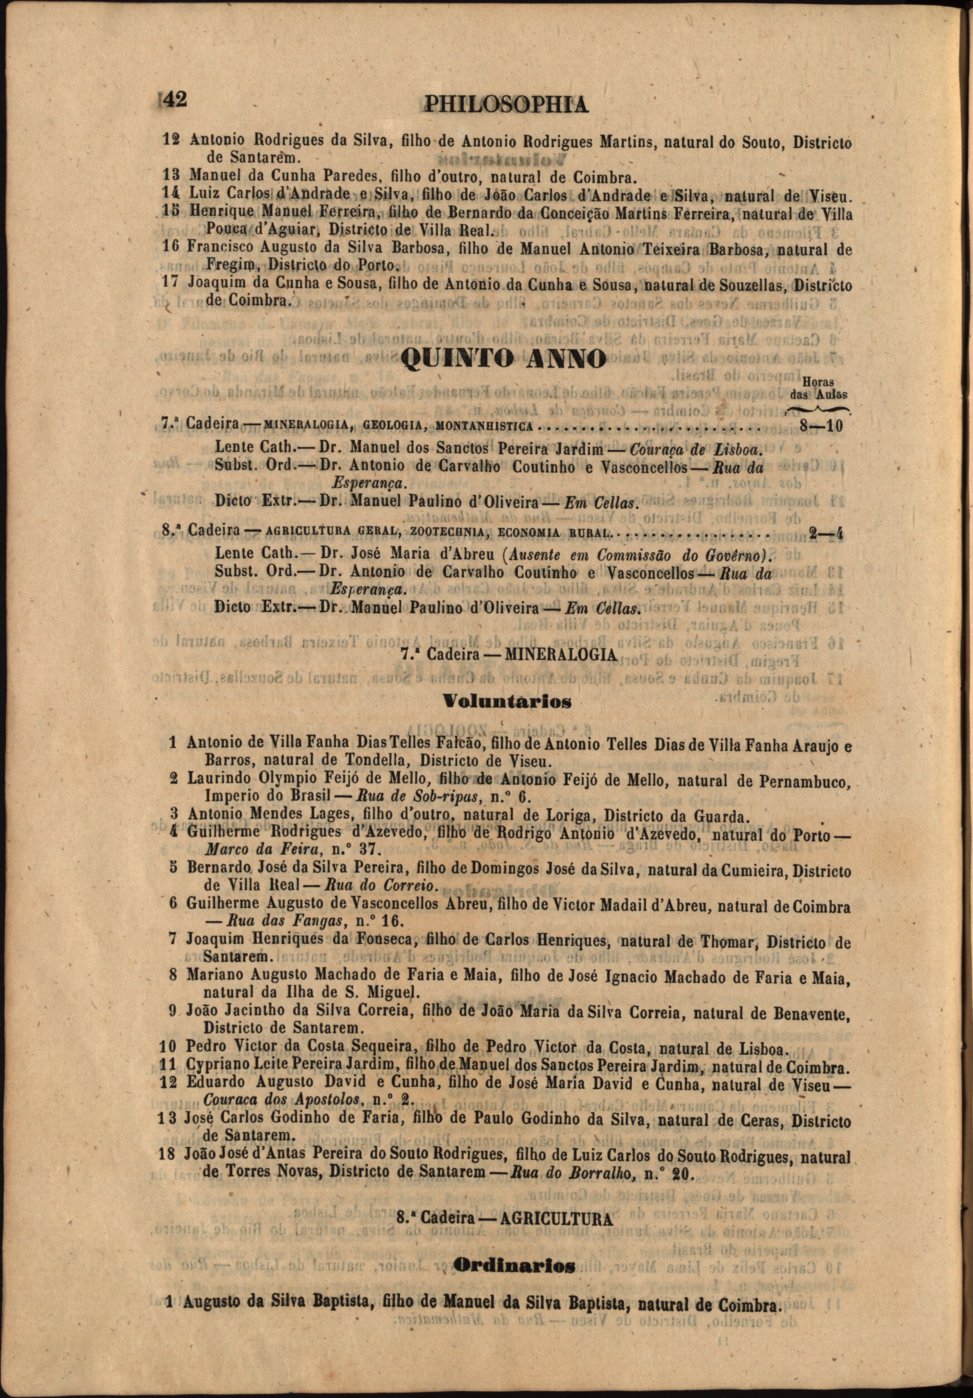 42
PHILOSOPHIA
12 Antonio Rodrigues da Silva, filho de Antonio Rodrigues Martins, natural do Souto, Districto
de Santarem.
13 Manuel da Cunha Paredes, filho d'outro, natural de Coimbra.
14 Luiz Carlos d'Andrade e Silva, filho de João Carlos d'Andrade e Silva, natural de Viseu.
15 Henrique Manuel Ferreira, filho de Bernardo da Conceição Martins Ferreira, natural de Villa
Pouca d'Aguiar, Districto de Villa Real.
16 Francisco Augusto da Silva Barbosa, filho de Manuel Antonio Teixeira Barbosa, natural de
Fregim, Districto do Porto.
17 Joaquim da Cunha e Sousa, filho de Antonio da Cunha e Sousa, natural de Souzellas, Districto
de Coimbra.
QUINTO ANNO
Horas
das Aulas
7.ª Cadeira — MINERALOGIA, GEOLOGIA, MONTANHISTICA . . . . . . . . . . . . . . . . . . . . . . . . . . 8—10
Lente Cath.— Dr. Manuel dos Sanctos Pereira Jardim — Couraça de Lisboa.
Subst. Ord.— Dr. Antonio de Carvalho Coutinho e Vasconcellos — Rua da
Esperança.
Dicto Extr.— Dr. Manuel Paulino d'Oliveira — Em Cellas.
8.ª Cadeira — AGRICULTURA GERAL, ZOOTECHNIA, ECONOMIA RURAL. . . . . . . . . . . . . . . . . . . 2—4
Lente Cath.— Dr. José Maria d'Abreu (Ausente em Commissão do Govêrno).
Subst. Ord.— Dr. Antonio de Carvalho Coutinho e Vasconcellos — Rua da
Esperança.
Dicto Extr.— Dr. Manuel Paulino d'Oliveira — Em Cellas.
7.ª Cadeira — MINERALOGIA
Voluntarios
1 Antonio de Villa Fanha Dias Telles Falcão, filho de Antonio Telles Dias de Villa Fanha Araujo e
Barros, natural de Tondella, Districto de Viseu.
2 Laurindo Olympio Feijó de Mello, filho de Antonio Feijó de Mello, natural de Pernambuco,
Imperio do Brasil — Rua de Sob-ripas, n.º 6.
3 Antonio Mendes Lages, filho d'outro, natural de Loriga, Districto da Guarda.
4 Guilherme Rodrigues d'Azevedo, filho de Rodrigo Antonio d'Azevedo, natural do Porto —
Marco da Feira, n.º 37.
5 Bernardo José da Silva Pereira, filho de Domingos José da Silva, natural da Cumieira, Districto
de Villa Real — Rua do Correio.
6 Guilherme Augusto de Vasconcellos Abreu, filho de Victor Madail d'Abreu, natural de Coimbra
— Rua das Fangas, n.º 16.
7 Joaquim Henriques da Fonseca, filho de Carlos Henriques, natural de Thomar, Districto de
Santarem.
8 Mariano Augusto Machado de Faria e Maia, filho de José Ignacio Machado de Faria e Maia,
natural da Ilha de S. Miguel.
9 João Jacintho da Silva Correia, filho de João Maria da Silva Correia, natural de Benavente,
Districto de Santarem.
10 Pedro Victor da Costa Sequeira, filho de Pedro Victor da Costa, natural de Lisboa.
11 Cypriano Leite Pereira Jardim, filho de Manuel dos Sanctos Pereira Jardim, natural de Coimbra.
12 Eduardo Augusto David e Cunha, filho de José Maria David e Cunha, natural de Viseu —
Couraca dos Apostolos, n.º 2.
13 José Carlos Godinho de Faria, filho de Paulo Godinho da Silva, natural de Ceras, Districto
de Santarem.
18 João José d'Antas Pereira do Souto Rodrigues, filho de Luiz Carlos do Souto Rodrigues, natural
de Torres Novas, Districto de Santarem — Rua do Borralho, n.º 20.
8.ª Cadeira — AGRICULTURA
Ordinarios
1 Augusto da Silva Baptista, filho de Manuel da Silva Baptista, natural de Coimbra.